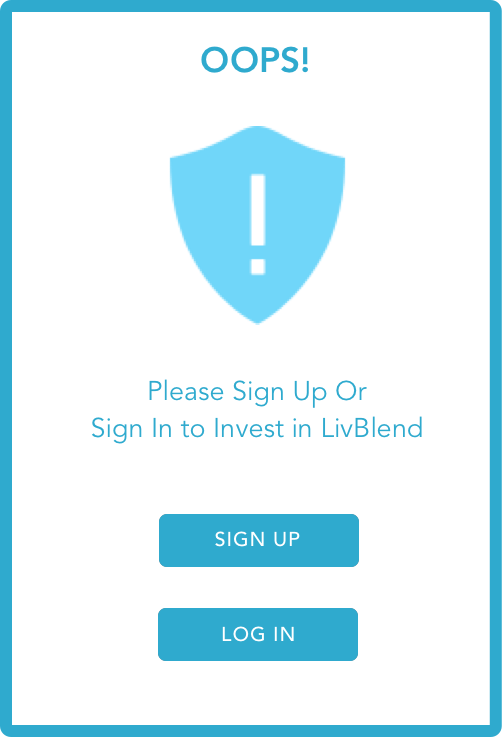 OOPS!
!
Please Sign Up Or
Sign In to Invest in LivBlend
SIGN UP
LOG IN